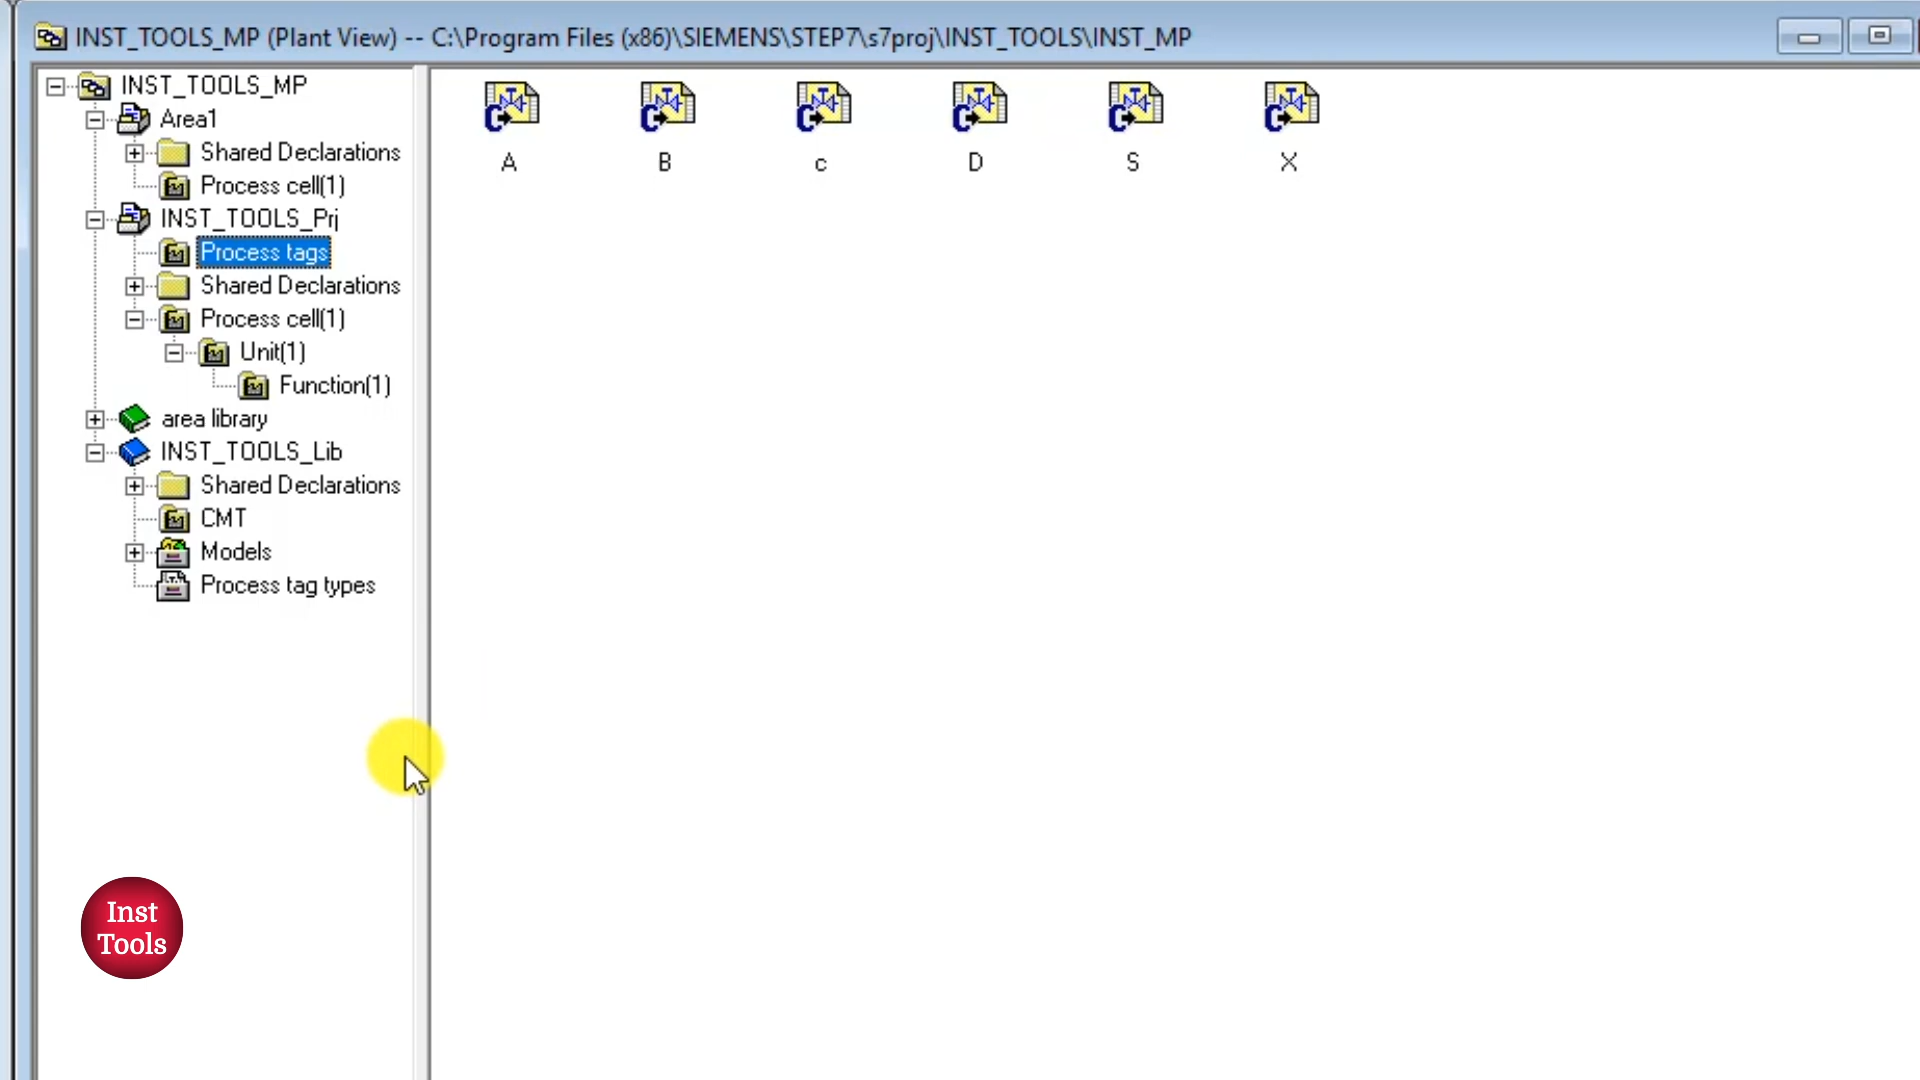 INST_TOOLS_MP (Plant View) -- C:\Program Files (x86)\SIEMENS\STEP7\s7proj\INST_TOOLS\INST_MP
INST_TOOLS_MP
Area1
Shared Declarations
Process cell(1)
INST_TOOLS_Prj
Process tags
Shared Declarations
Process cell(1)
Unit(1)
Function(1)
area library
INST_TOOLS_Lib
Shared Declarations
CMT
Models
Process tag types
A B c D S X
Inst
Tools